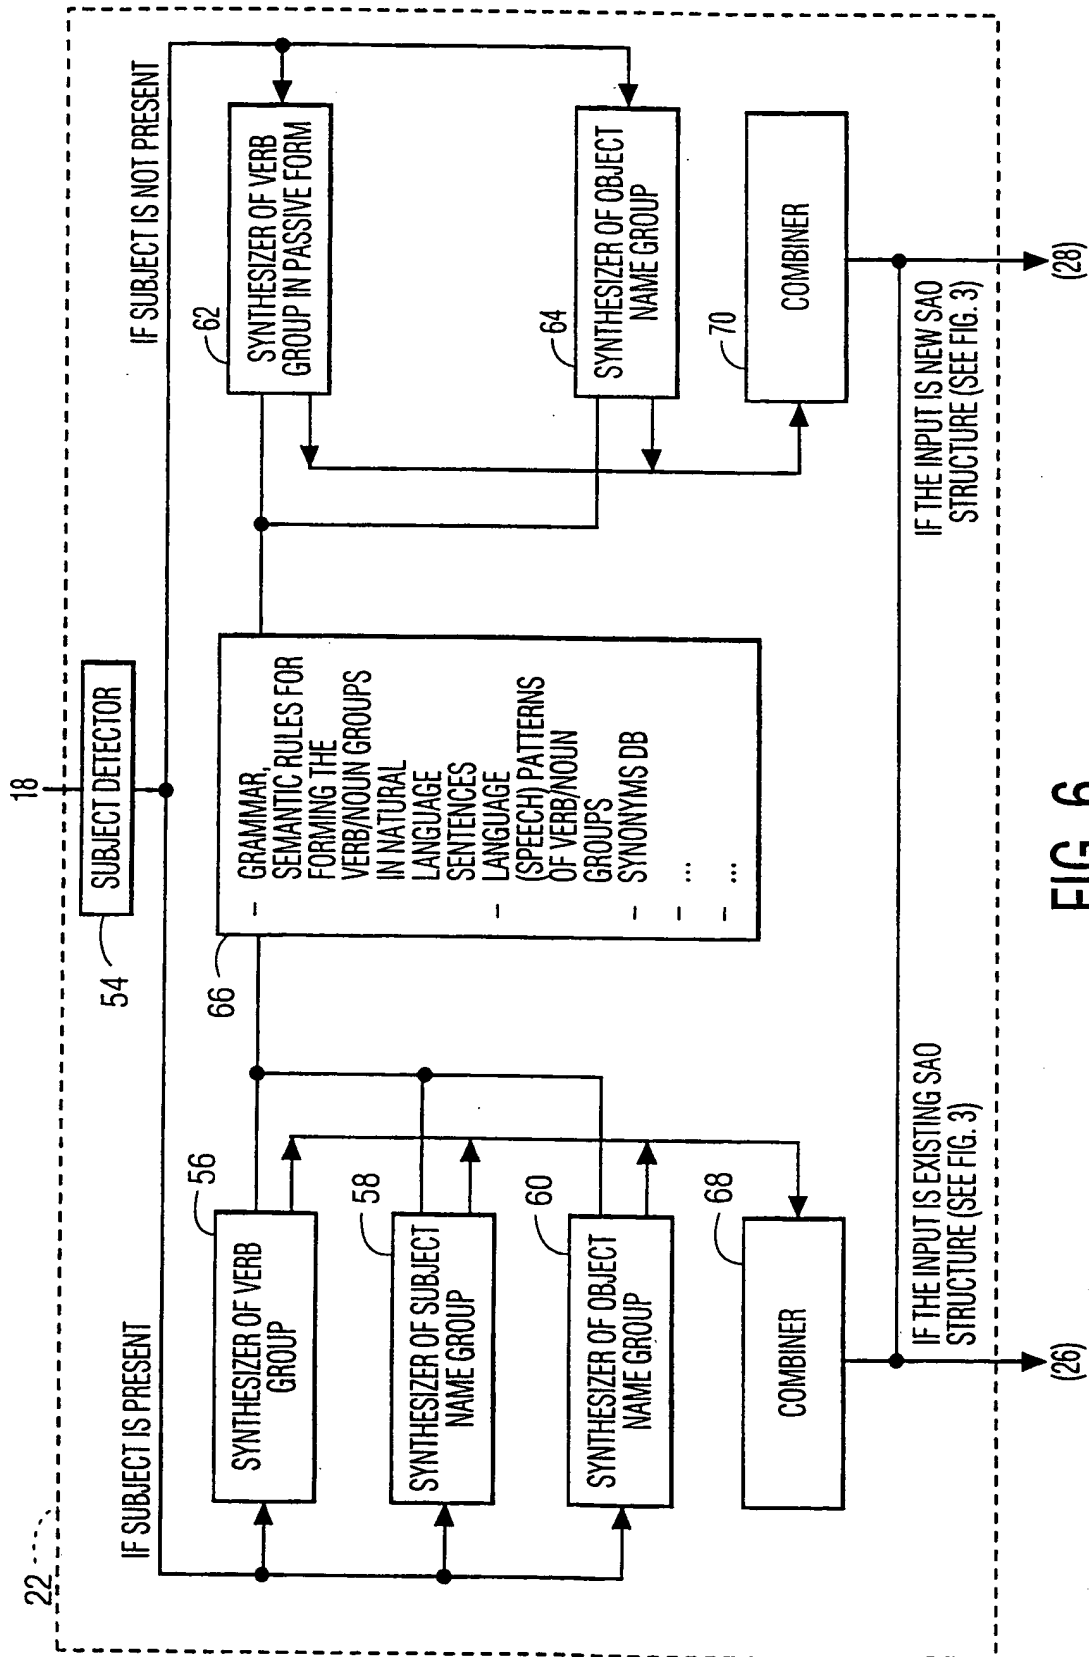 22
18
54
SUBJECT DETECTOR
IF SUBJECT IS PRESENT
IF SUBJECT IS NOT PRESENT
56
SYNTHESIZER OF VERB
GROUP
58
SYNTHESIZER OF SUBJECT
NAME GROUP
60
SYNTHESIZER OF OBJECT
NAME GROUP
68
COMBINER
66
– GRAMMAR,
SEMANTIC RULES FOR
FORMING THE
VERB/NOUN GROUPS
IN NATURAL
LANGUAGE
SENTENCES
– LANGUAGE
(SPEECH) PATTERNS
OF VERB/NOUN
GROUPS
– SYNONYMS DB
– ...
– ...
62
SYNTHESIZER OF VERB
GROUP IN PASSIVE FORM
64
SYNTHESIZER OF OBJECT
NAME GROUP
70
COMBINER
IF THE INPUT IS EXISTING SAO
STRUCTURE (SEE FIG. 3)
IF THE INPUT IS NEW SAO
STRUCTURE (SEE FIG. 3)
(26)
(28)
FIG. 6